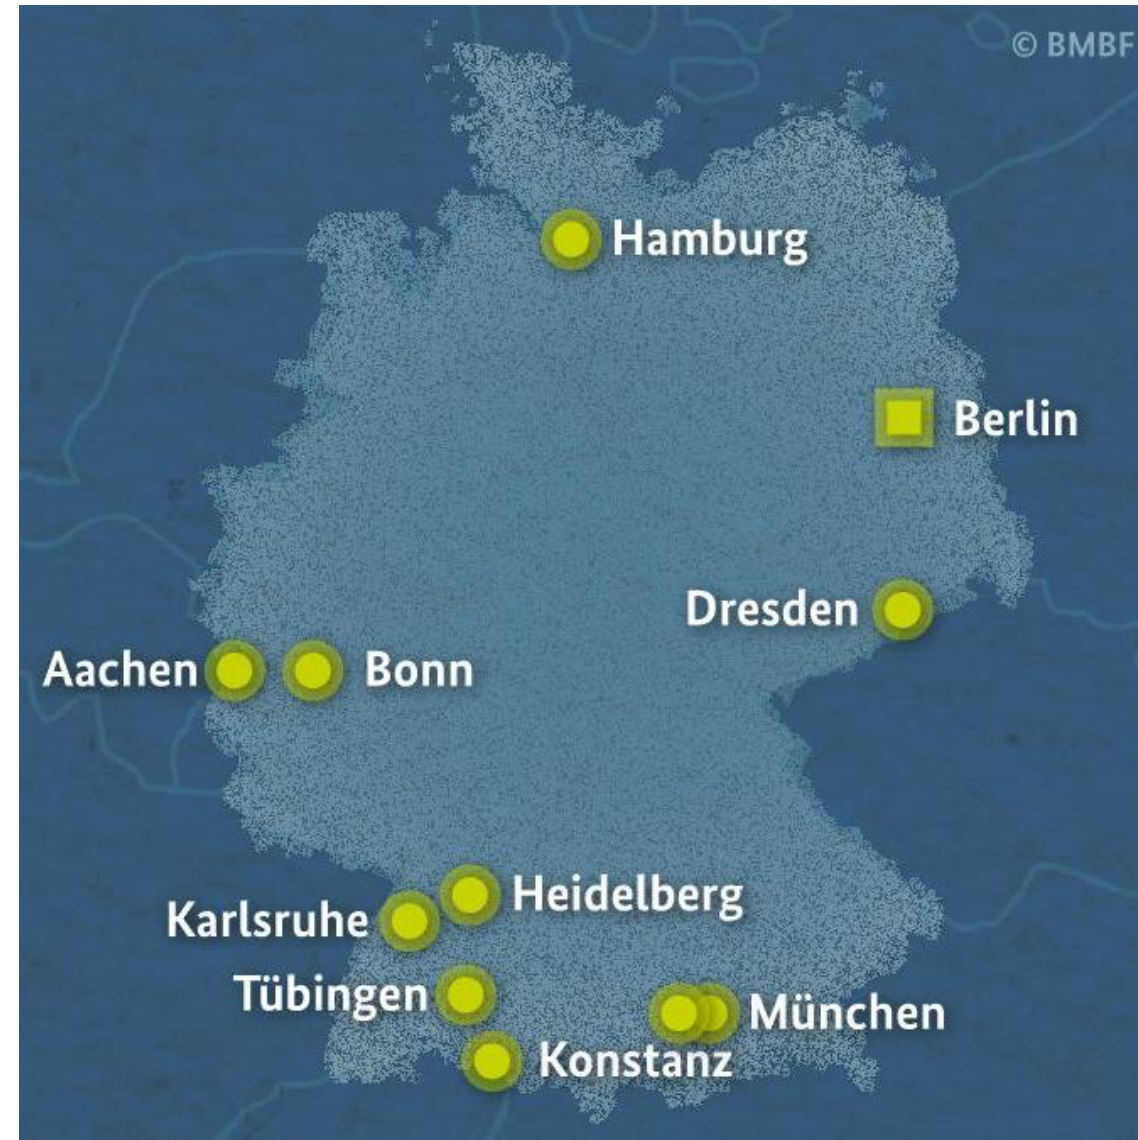 © BMBF
Hamburg
Berlin
Dresden
Aachen
Bonn
Heidelberg
Karlsruhe
Tübingen
München
Konstanz